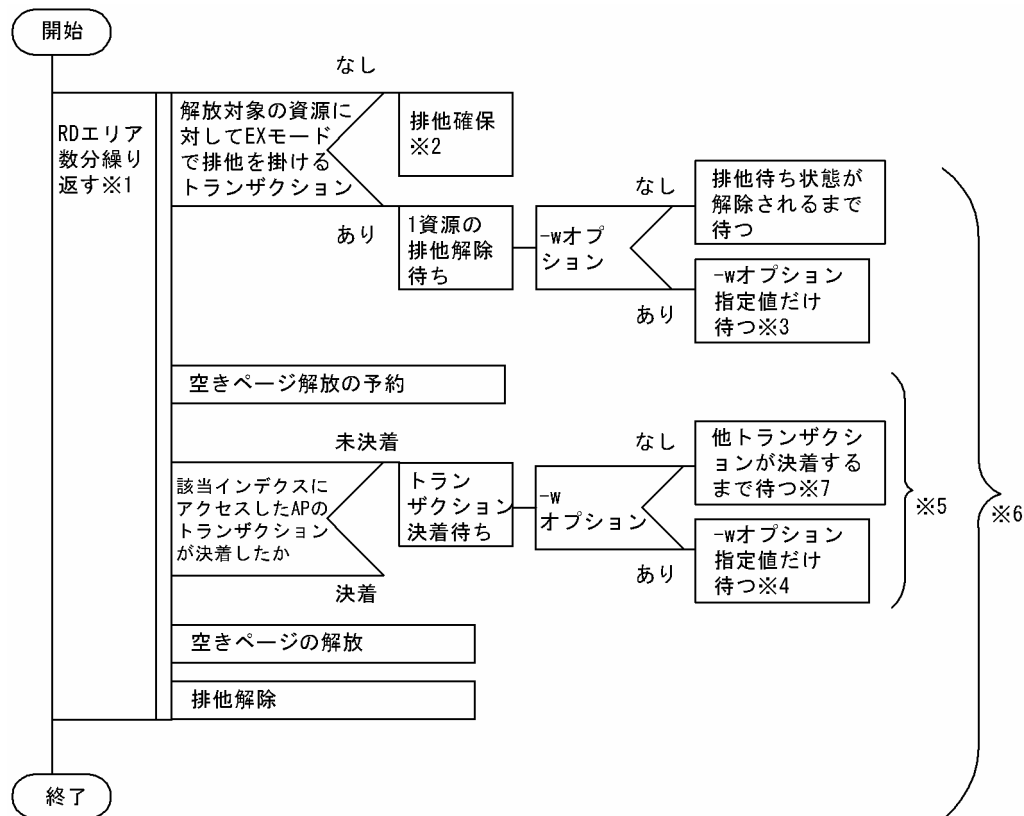 開始
なし
RDエリア
数分繰り
返す※1
解放対象の資源に
対してEXモード
で排他を掛ける
トランザクション
排他確保
※2
あり
1資源の
排他解除
待ち
-wオプ
ション
なし
排他待ち状態が
解除されるまで
待つ
あり
-wオプション
指定値だけ
待つ※3
空きページ解放の予約
未決着
該当インデクスに
アクセスしたAPの
トランザクション
が決着したか
トラン
ザクション
決着待ち
-w
オプション
なし
他トランザクシ
ョンが決着する
まで待つ※7
あり
-wオプション
指定値だけ
待つ※4
※5
※6
決着
空きページの解放
排他解除
終了